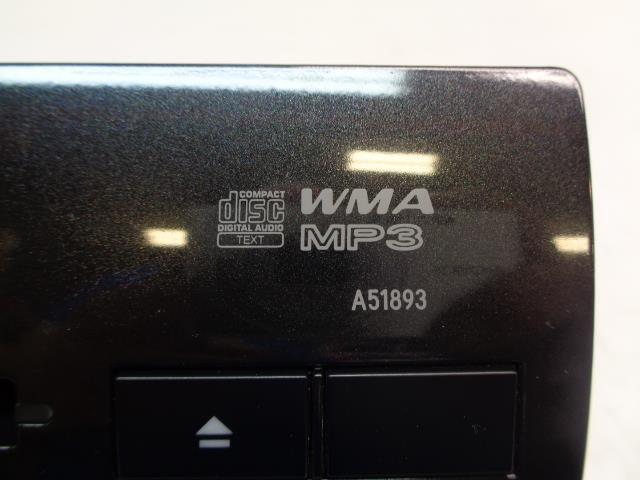 COMPACT
disc
DIGITAL AUDIO
TEXT
WMA
MP3
A51893